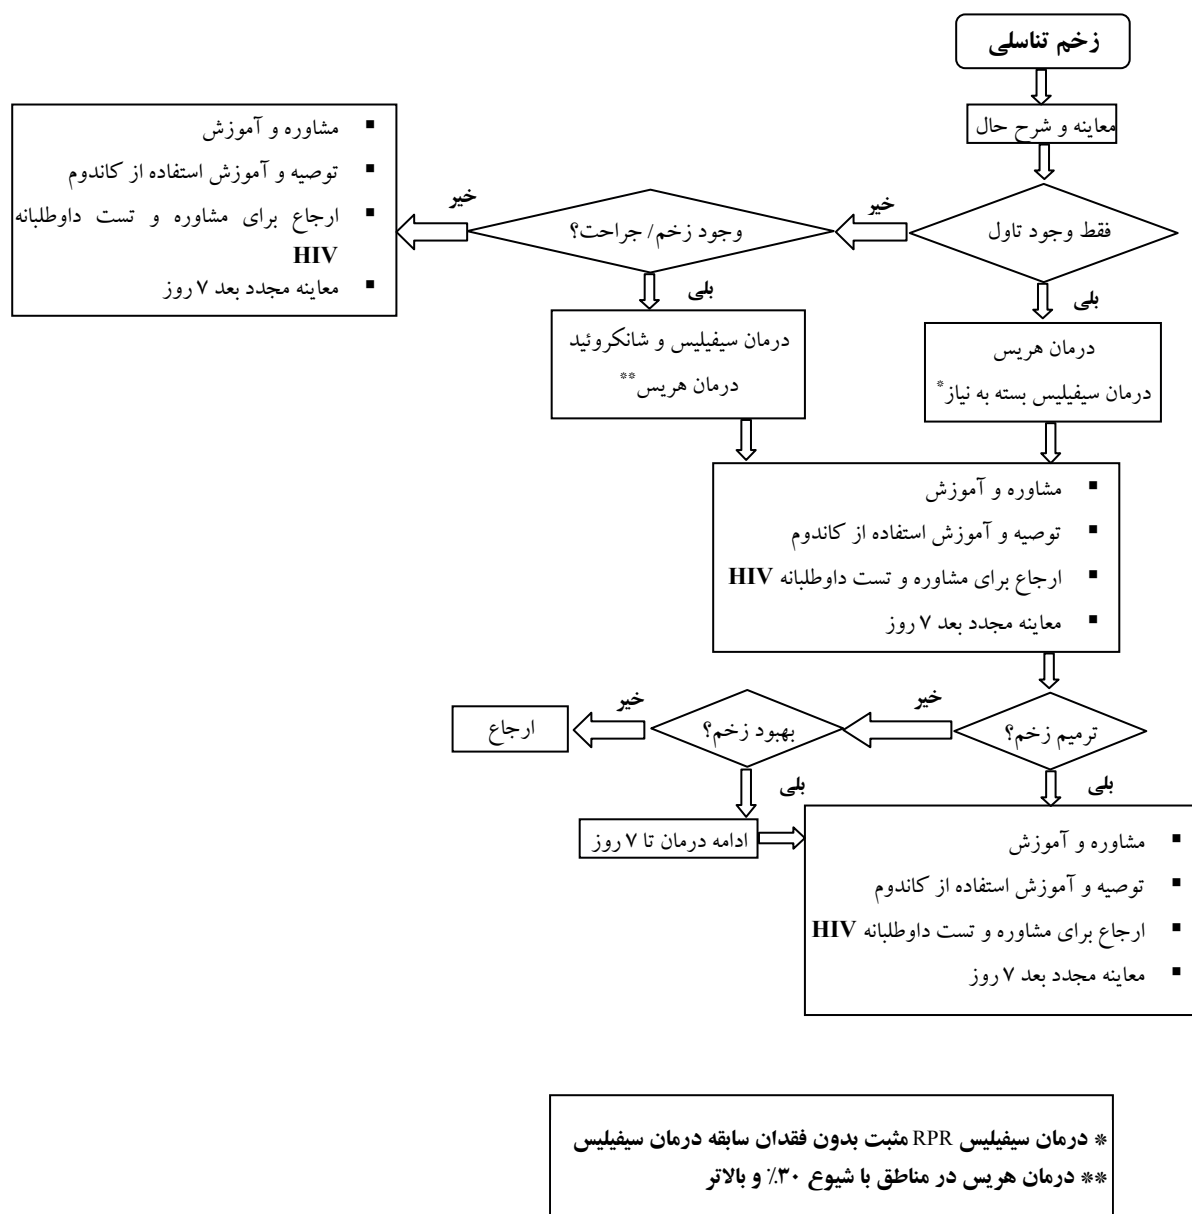 زخم تناسلی
معاینه و شرح حال
فقط وجود تاول
خیر
بلی
وجود زخم/ جراحت؟
خیر
بلی
▪ مشاوره و آموزش
▪ توصیه و آموزش استفاده از کاندوم
▪ ارجاع برای مشاوره و تست داوطلبانه
HIV
▪ معاینه مجدد بعد ۷ روز
درمان هرپس
درمان سیفیلیس بسته به نیاز*
درمان سیفیلیس و شانکروئید
درمان هرپس**
▪ مشاوره و آموزش
▪ توصیه و آموزش استفاده از کاندوم
▪ ارجاع برای مشاوره و تست داوطلبانه HIV
▪ معاینه مجدد بعد ۷ روز
ترمیم زخم؟
خیر
بلی
بهبود زخم؟
خیر
بلی
ارجاع
ادامه درمان تا ۷ روز
▪ مشاوره و آموزش
▪ توصیه و آموزش استفاده از کاندوم
▪ ارجاع برای مشاوره و تست داوطلبانه HIV
▪ معاینه مجدد بعد ۷ روز
* درمان سیفیلیس RPR مثبت بدون فقدان سابقه درمان سیفیلیس
** درمان هرپس در مناطق با شیوع ۳۰٪ و بالاتر